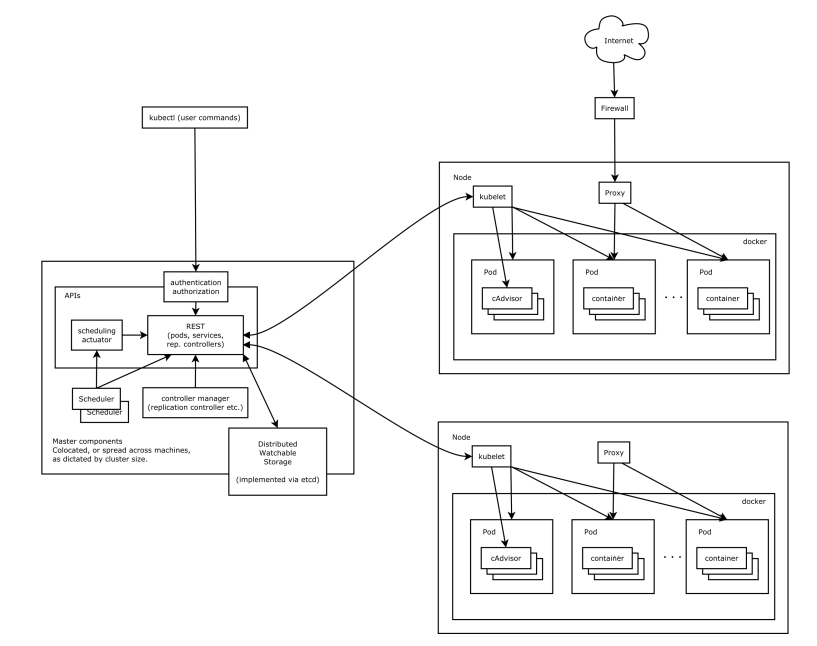 Internet
Firewall
kubectl (user commands)
Node
kubelet
Proxy
docker
Pod
Pod
Pod
cAdvisor
container
. . .
container
authentication
authorization
APIs
REST
(pods, services,
rep. controllers)
scheduling
actuator
Scheduler
Scheduler
controller manager
(replication controller etc.)
Master components
Colocated, or spread across machines,
as dictated by cluster size.
Distributed
Watchable
Storage
(implemented via etcd)
Node
kubelet
Proxy
docker
Pod
Pod
Pod
cAdvisor
container
. . .
container